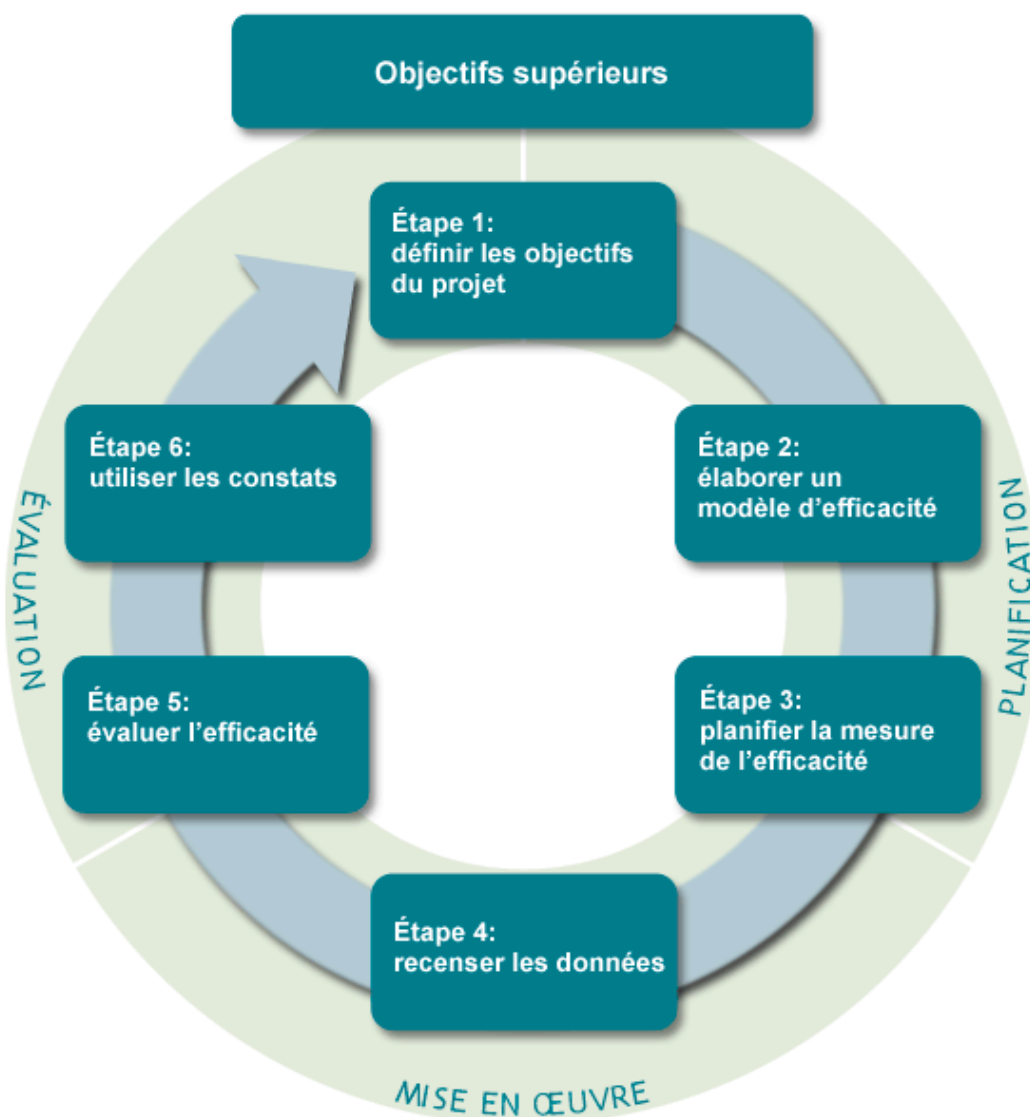 Objectifs supérieurs
Étape 1:
définir les objectifs
du projet
Étape 2:
élaborer un
modèle d'efficacité
Étape 3:
planifier la mesure
de l'efficacité
Étape 4:
recenser les données
Étape 5:
évaluer l'efficacité
Étape 6:
utiliser les constats
PLANIFICATION
MISE EN ŒUVRE
ÉVALUATION